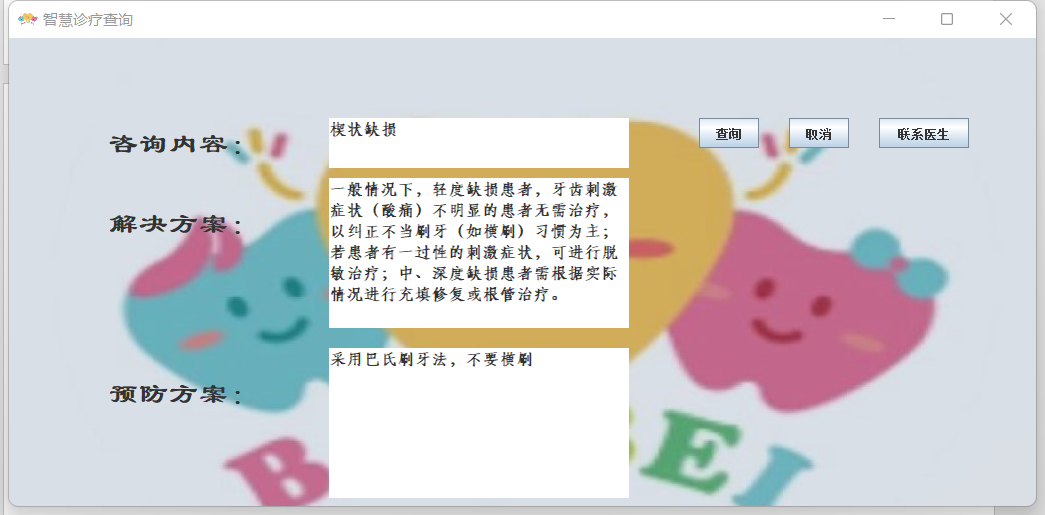 智慧诊疗查询
咨询内容：
楔状缺损
查询
取消
联系医生
解决方案：
一般情况下，轻度缺损患者，牙齿刺激
症状（酸痛）不明显的患者无需治疗，
以纠正不当刷牙（如横刷）习惯为主；
若患者有一过性的刺激症状，可进行脱
敏治疗；中、深度缺损患者需根据实际
情况进行充填修复或根管治疗。
预防方案：
采用巴氏刷牙法，不要横刷
B EI